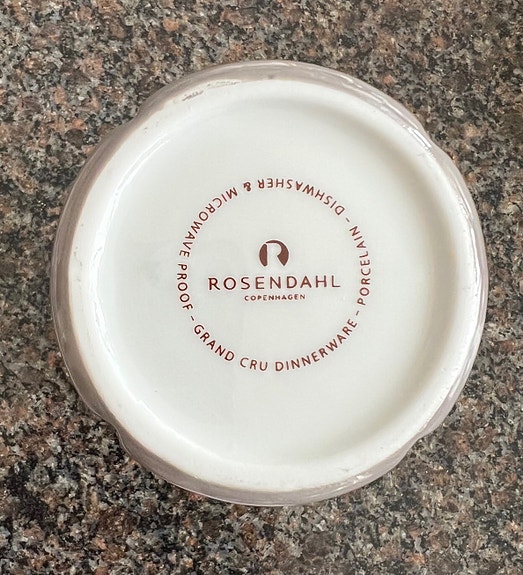 ROSENDAHL
COPENHAGEN
GRAND CRU DINNERWARE - PORCELAIN - DISHWASHER & MICROWAVE PROOF -